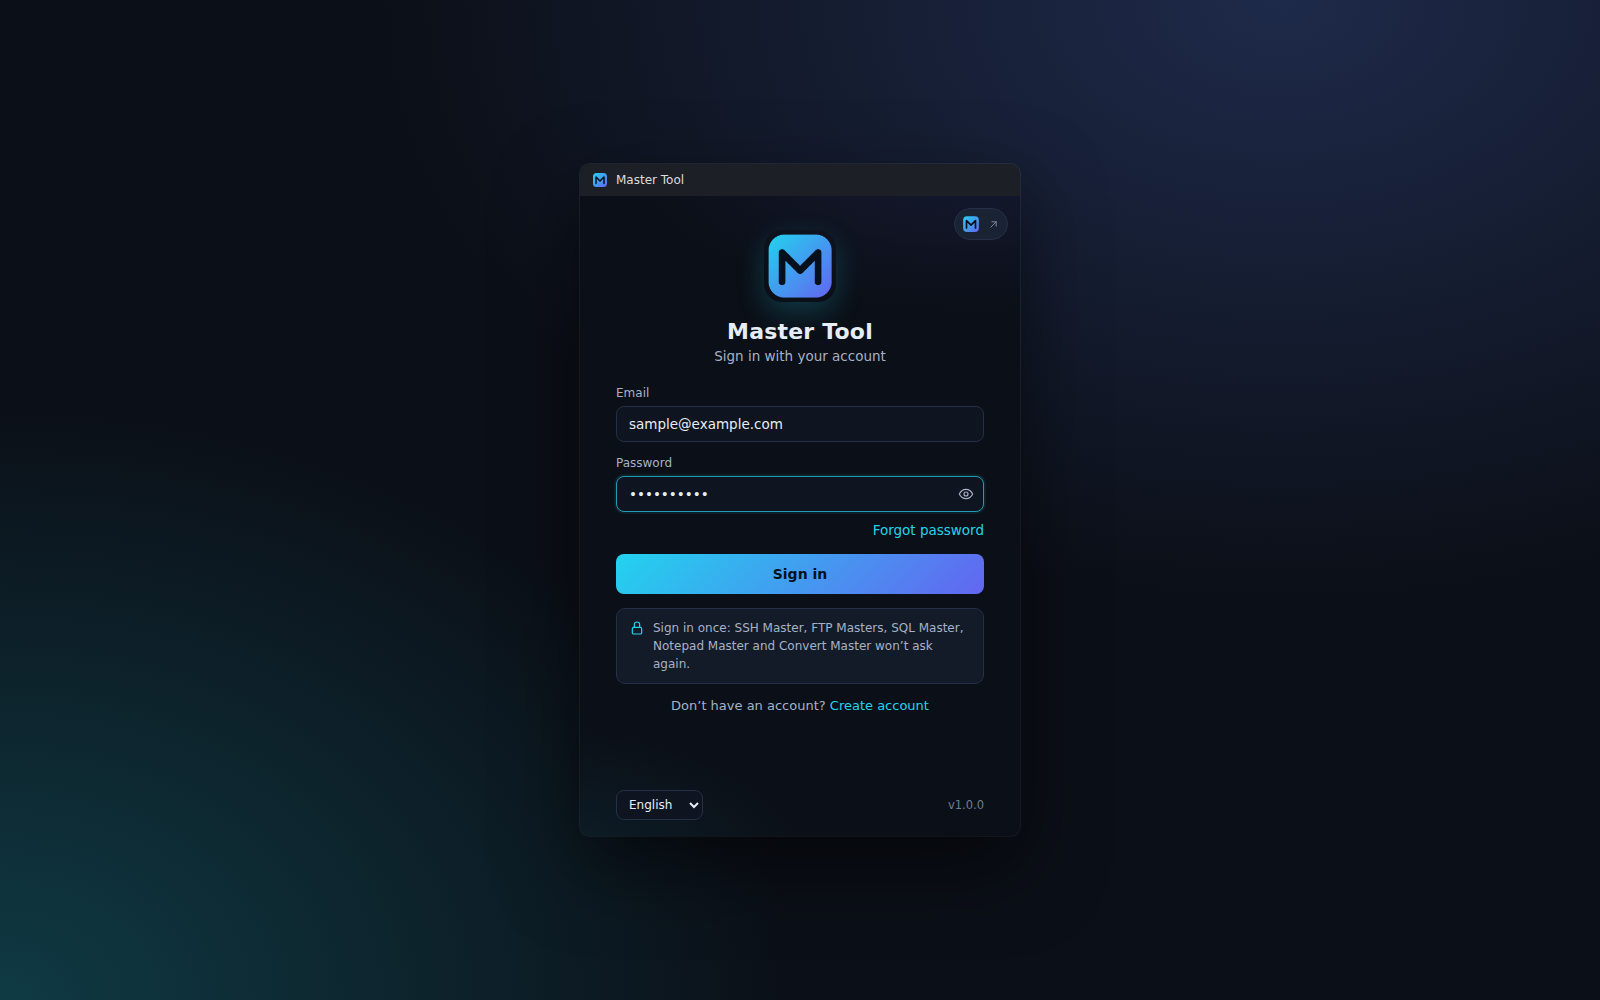 Master Tool
Master Tool
Sign in with your account
Email
sample@example.com
Password
••••••••••
Forgot password
Sign in
Sign in once: SSH Master, FTP Masters, SQL Master,
Notepad Master and Convert Master won’t ask
again.
Don’t have an account? Create account
English
v1.0.0